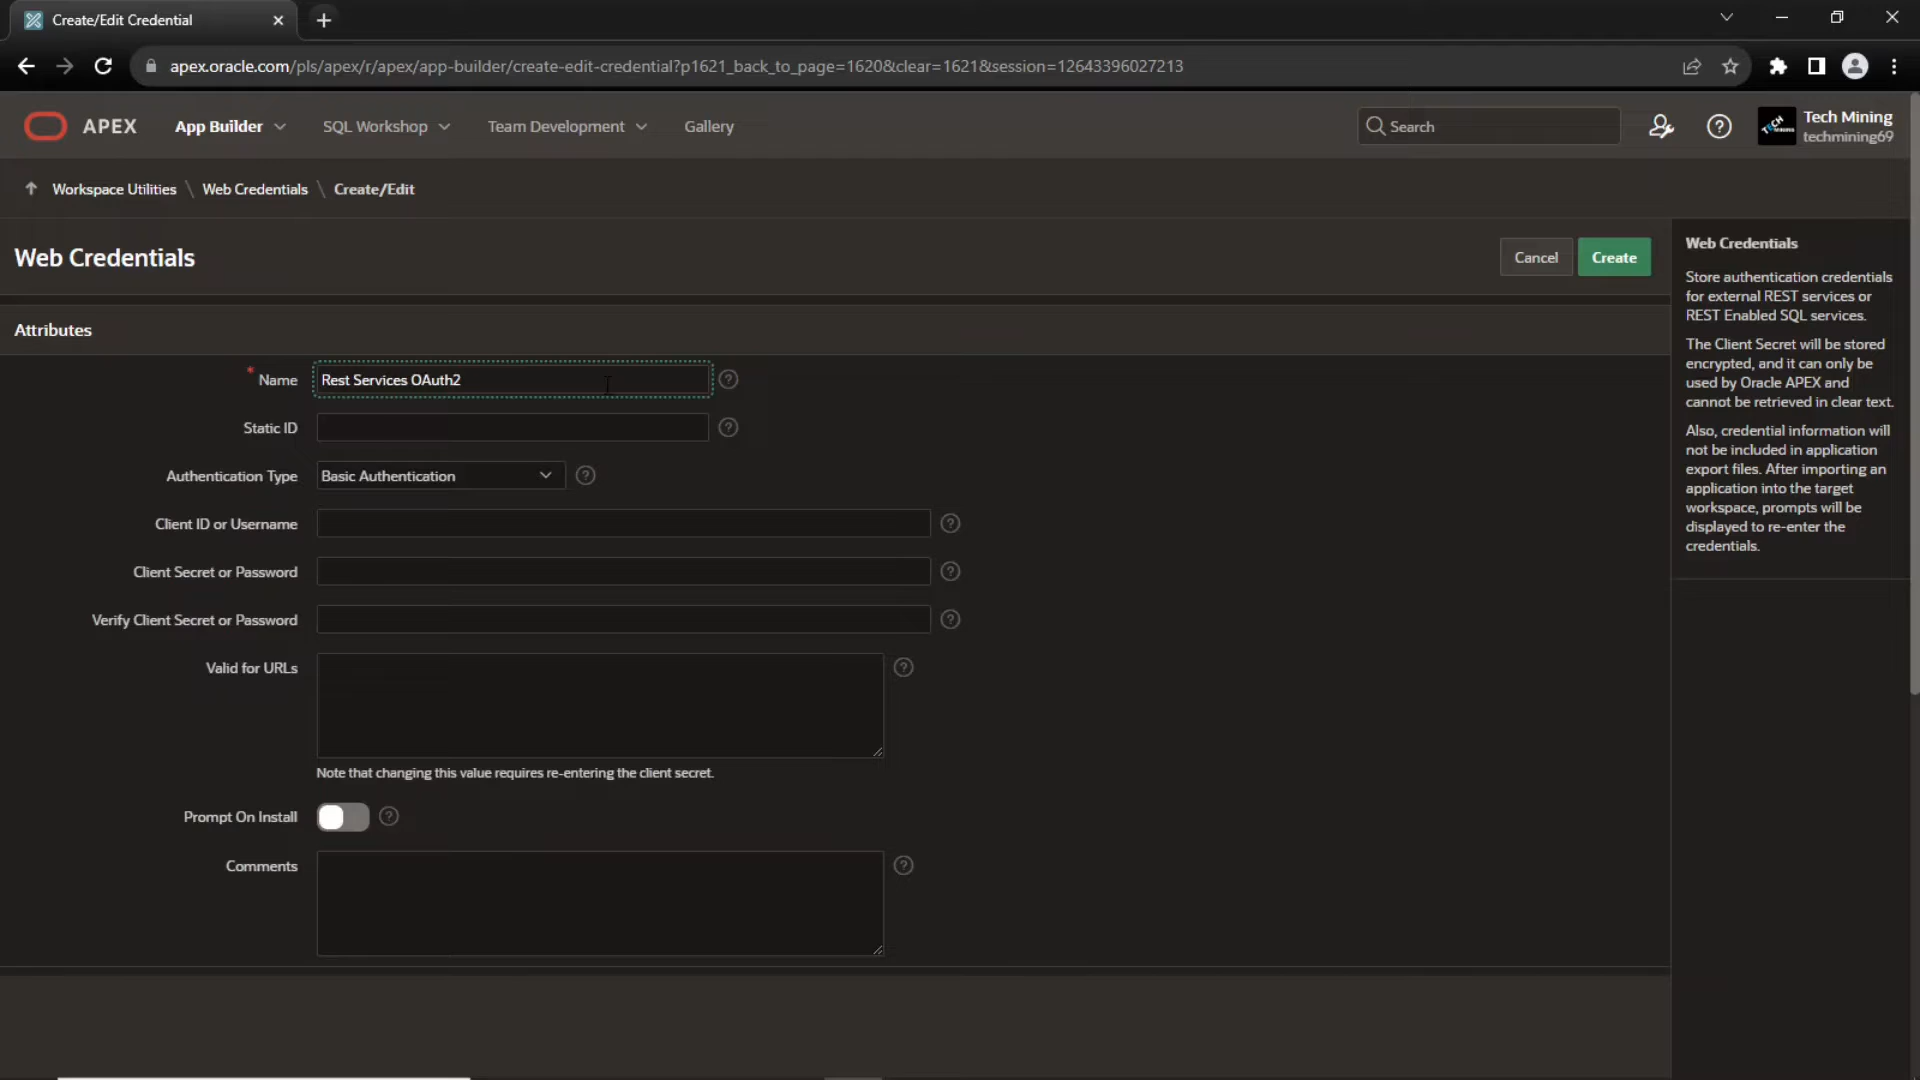 Create/Edit Credential
apex.oracle.com/pls/apex/r/apex/app-builder/create-edit-credential?p1621_back_to_page=1620&clear=1621&session=12643396027213
APEX
App Builder
SQL Workshop
Team Development
Gallery
Search
Tech Mining
techmining69
Workspace Utilities \ Web Credentials \ Create/Edit
Web Credentials
Cancel
Create
Attributes
* Name
Rest Services OAuth2
Static ID
Authentication Type
Basic Authentication
Client ID or Username
Client Secret or Password
Verify Client Secret or Password
Valid for URLs
Note that changing this value requires re-entering the client secret.
Prompt On Install
Comments
Web Credentials
Store authentication credentials
for external REST services or
REST Enabled SQL services.
The Client Secret will be stored
encrypted, and it can only be
used by Oracle APEX and
cannot be retrieved in clear text.
Also, credential information will
not be included in application
export files. After importing an
application into the target
workspace, prompts will be
displayed to re-enter the
credentials.